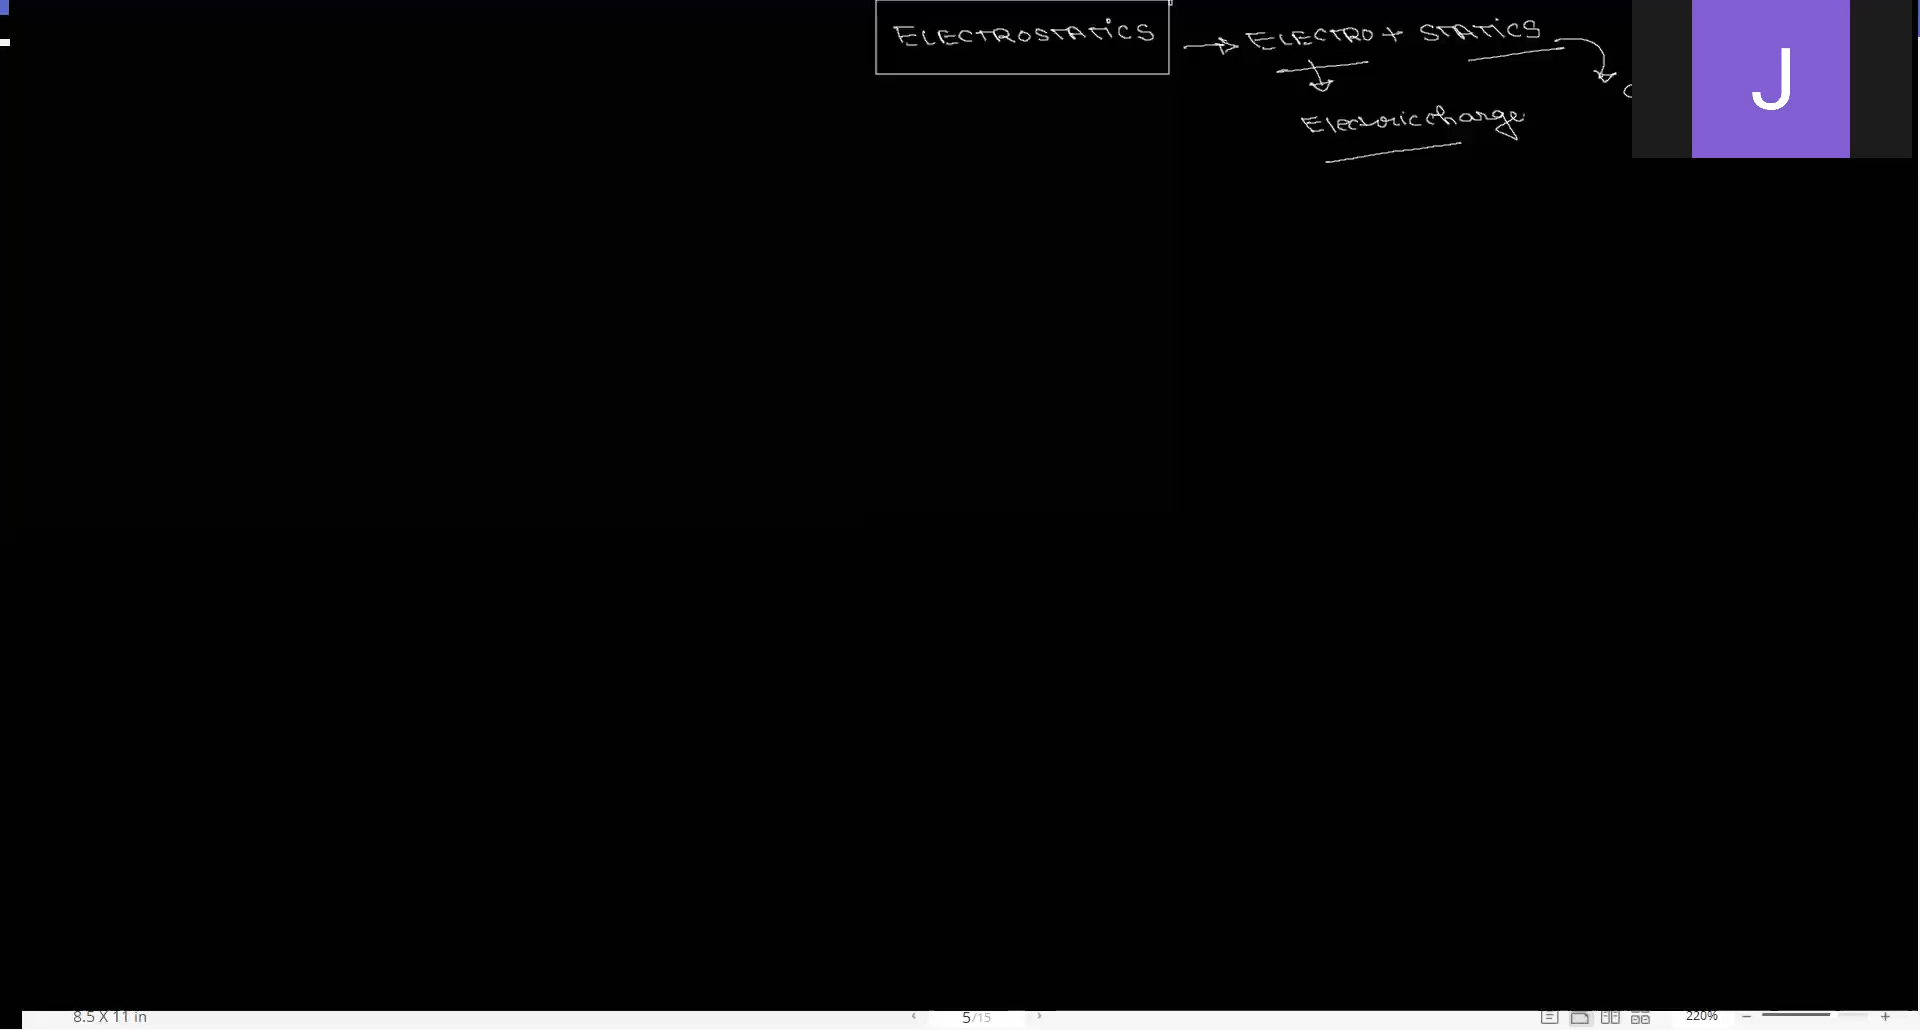 ELECTROSTATICS → ELECTRO + STATICS
Electric charge
J
8.5 X 11 in
5/15
220%